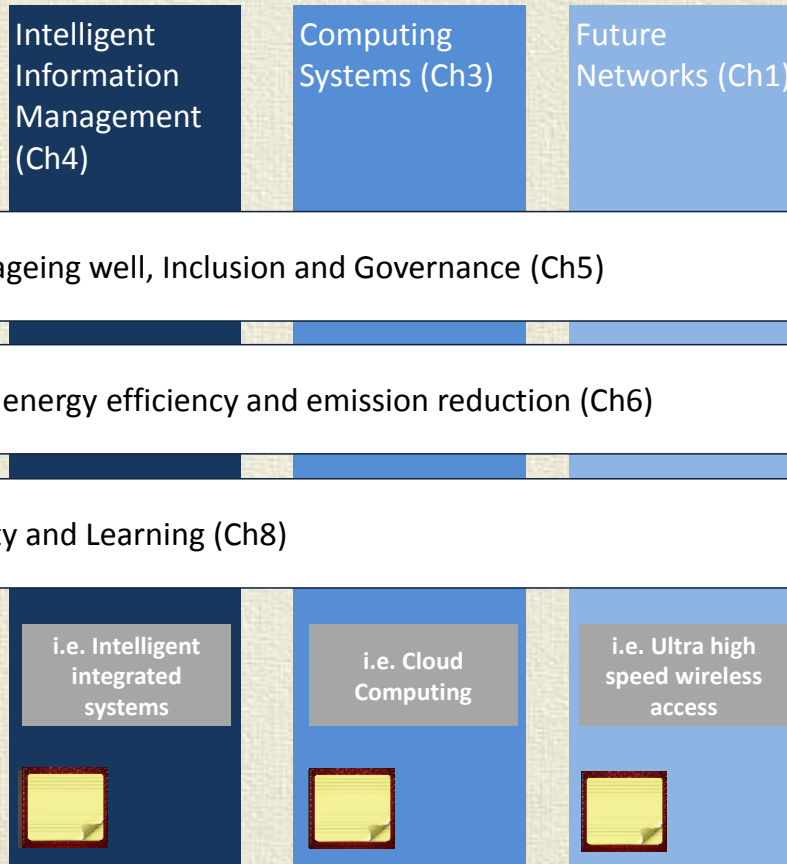 Intelligent
Information
Management
(Ch4)
Computing
Systems (Ch3)
Future
Networks (Ch1)
ageing well, Inclusion and Governance (Ch5)
energy efficiency and emission reduction (Ch6)
and Learning (Ch8)
i.e. Intelligent
integrated
systems
i.e. Cloud
Computing
i.e. Ultra high
speed wireless
access